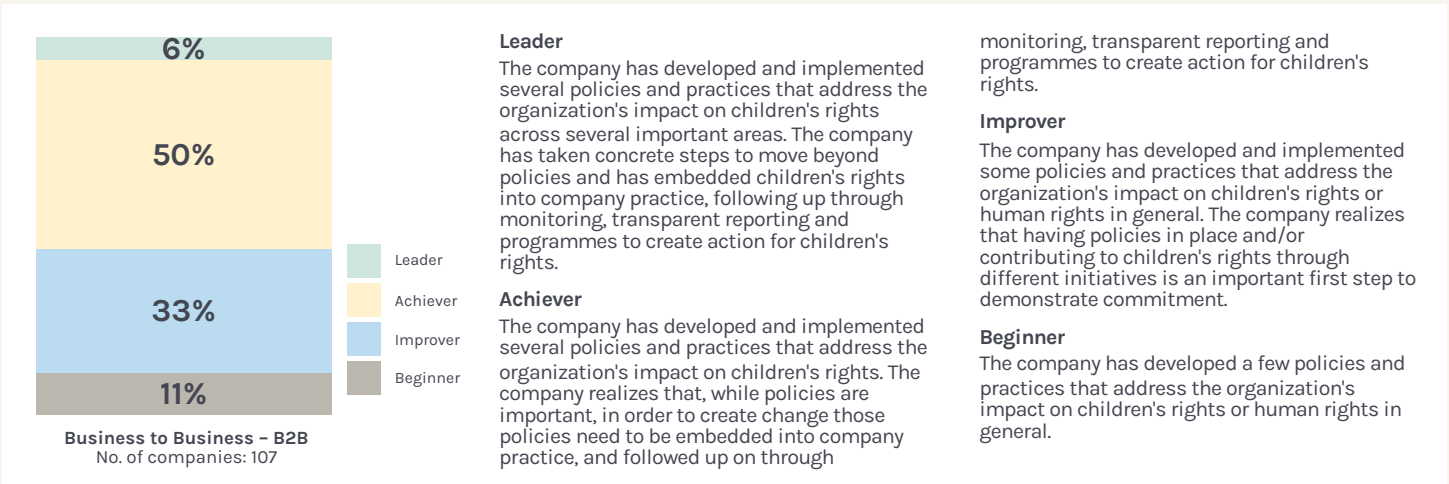 6%
50%
33%
11%
Business to Business – B2B
No. of companies: 107
Leader
Achiever
Improver
Beginner
Leader
The company has developed and implemented
several policies and practices that address the
organization's impact on children's rights
across several important areas. The company
has taken concrete steps to move beyond
policies and has embedded children's rights
into company practice, following up through
monitoring, transparent reporting and
programmes to create action for children's
rights.
Achiever
The company has developed and implemented
several policies and practices that address the
organization's impact on children's rights. The
company realizes that, while policies are
important, in order to create change those
policies need to be embedded into company
practice, and followed up on through
monitoring, transparent reporting and
programmes to create action for children's
rights.
Improver
The company has developed and implemented
some policies and practices that address the
organization's impact on children's rights or
human rights in general. The company realizes
that having policies in place and/or
contributing to children's rights through
different initiatives is an important first step to
demonstrate commitment.
Beginner
The company has developed a few policies and
practices that address the organization's
impact on children's rights or human rights in
general.